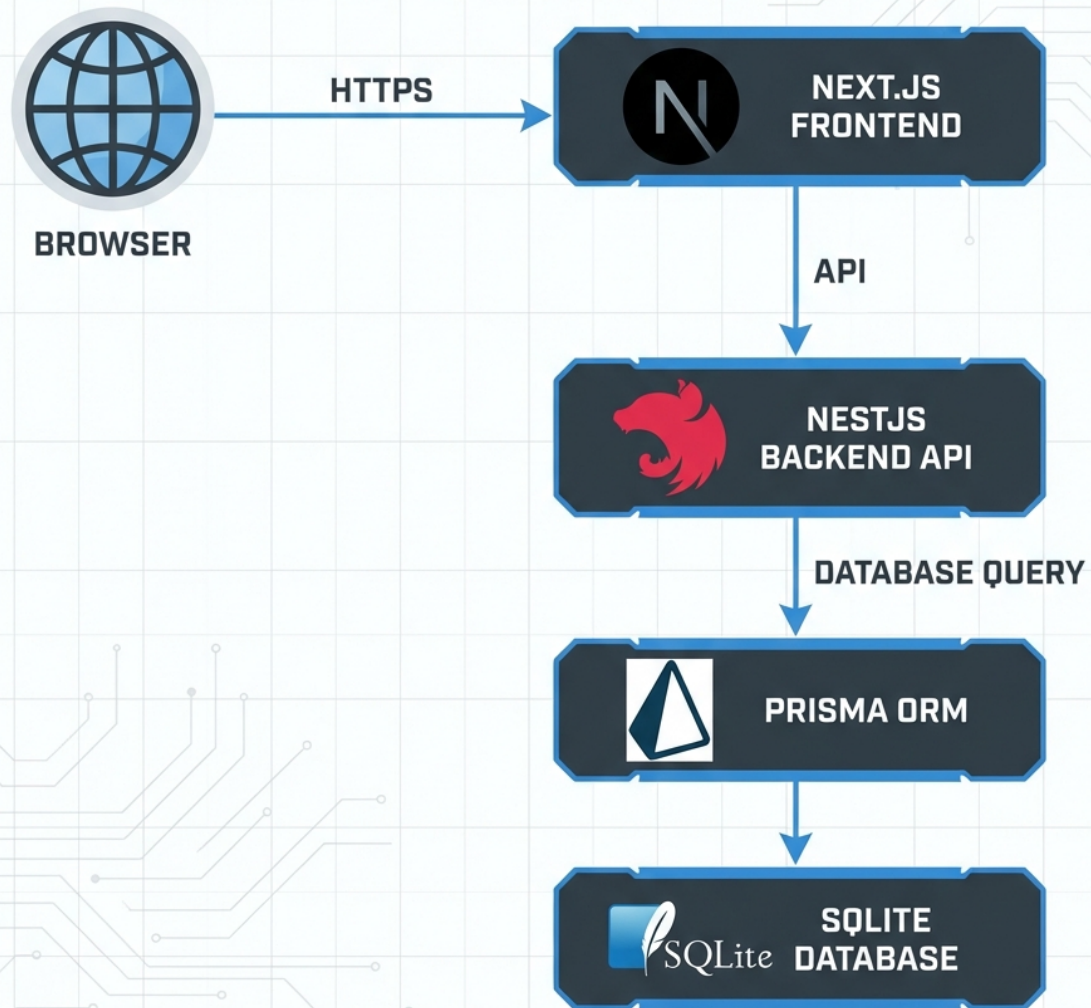 HTTPS
BROWSER
N
NEXT.JS
FRONTEND
API
NESTJS
BACKEND API
DATABASE QUERY
PRISMA ORM
SQLite
SQLITE
DATABASE